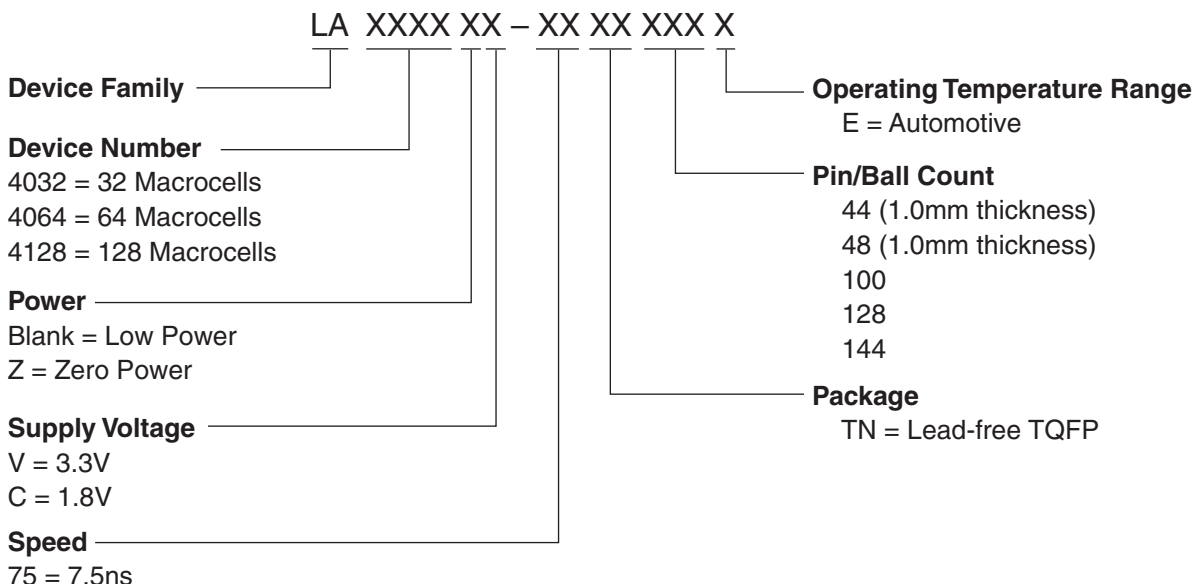 LA XXXX XX – XX XX XXX X
Device Family
Device Number
4032 = 32 Macrocells
4064 = 64 Macrocells
4128 = 128 Macrocells
Power
Blank = Low Power
Z = Zero Power
Supply Voltage
V = 3.3V
C = 1.8V
Speed
75 = 7.5ns
Operating Temperature Range
E = Automotive
Pin/Ball Count
44 (1.0mm thickness)
48 (1.0mm thickness)
100
128
144
Package
TN = Lead-free TQFP